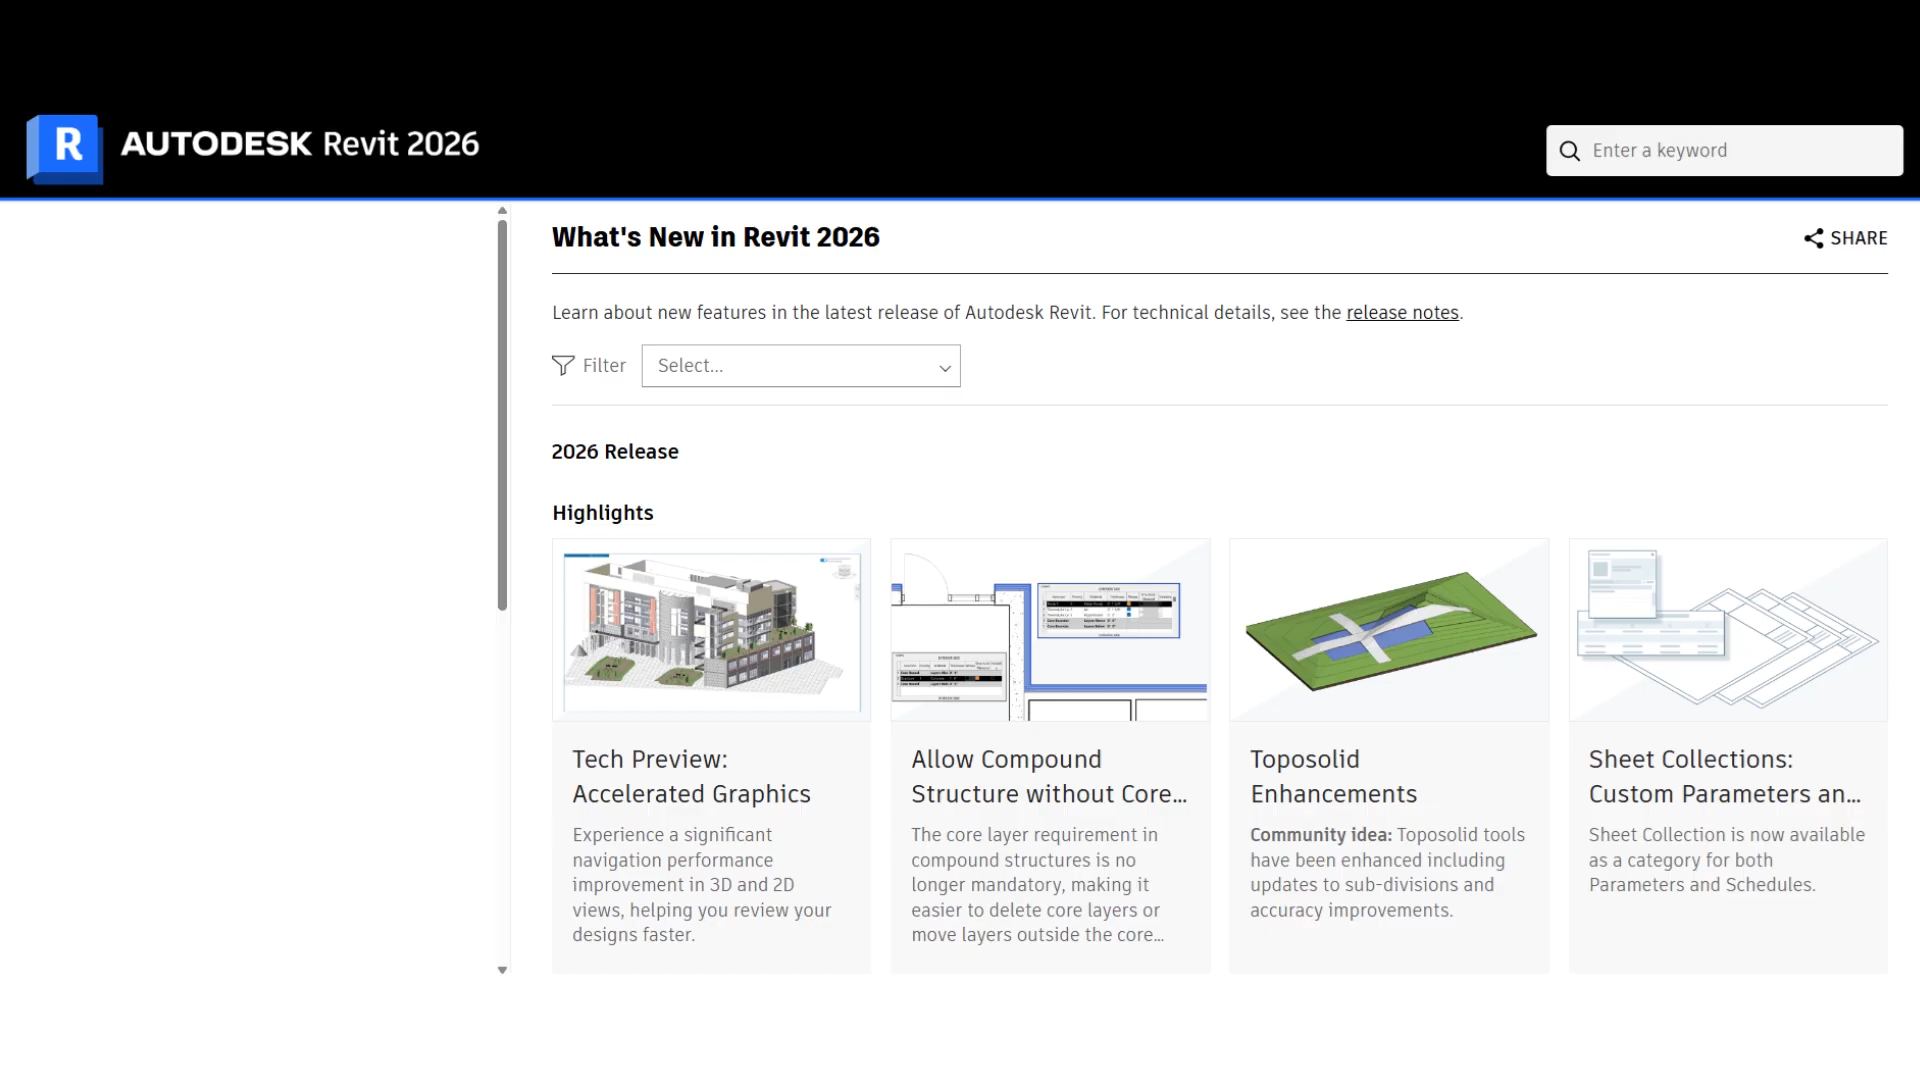 R AUTODESK Revit 2026
Enter a keyword
What's New in Revit 2026
SHARE
Learn about new features in the latest release of Autodesk Revit. For technical details, see the release notes.
Filter Select...
2026 Release
Highlights
Tech Preview:
Accelerated Graphics
Experience a significant
navigation performance
improvement in 3D and 2D
views, helping you review your
designs faster.
Allow Compound
Structure without Core...
The core layer requirement in
compound structures is no
longer mandatory, making it
easier to delete core layers or
move layers outside the core...
Toposolid
Enhancements
Community idea: Toposolid tools
have been enhanced including
updates to sub-divisions and
accuracy improvements.
Sheet Collections:
Custom Parameters an...
Sheet Collection is now available
as a category for both
Parameters and Schedules.